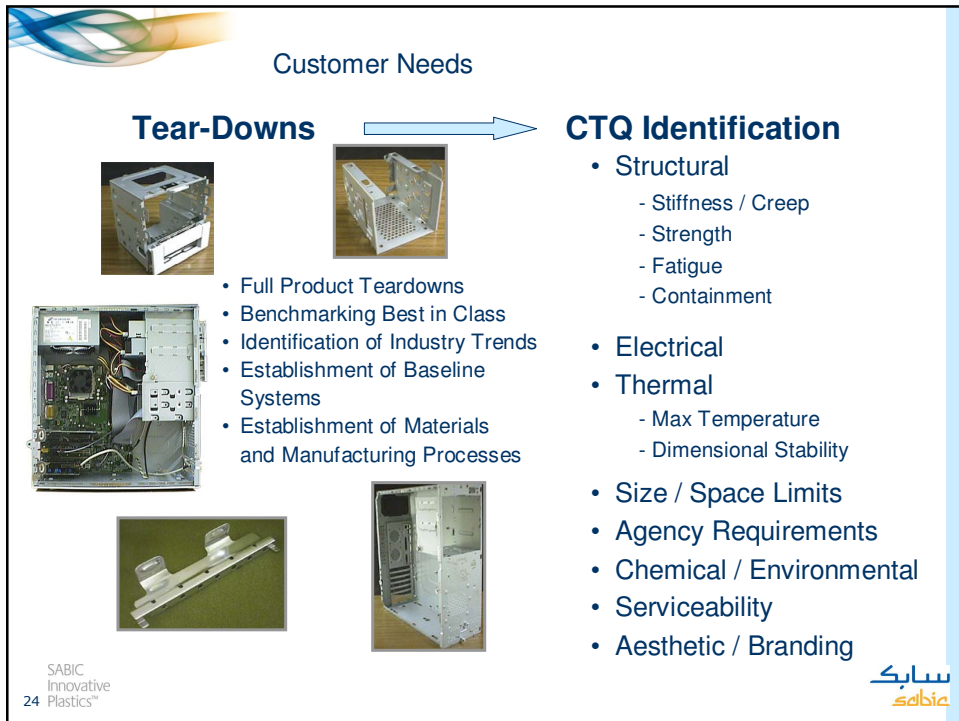 Customer Needs
Tear-Downs
CTQ Identification
• Full Product Teardowns
• Benchmarking Best in Class
• Identification of Industry Trends
• Establishment of Baseline
Systems
• Establishment of Materials
and Manufacturing Processes
• Structural
- Stiffness / Creep
- Strength
- Fatigue
- Containment
• Electrical
• Thermal
- Max Temperature
- Dimensional Stability
• Size / Space Limits
• Agency Requirements
• Chemical / Environmental
• Serviceability
• Aesthetic / Branding
SABIC
Innovative
24 Plastics™
سابك
sabic